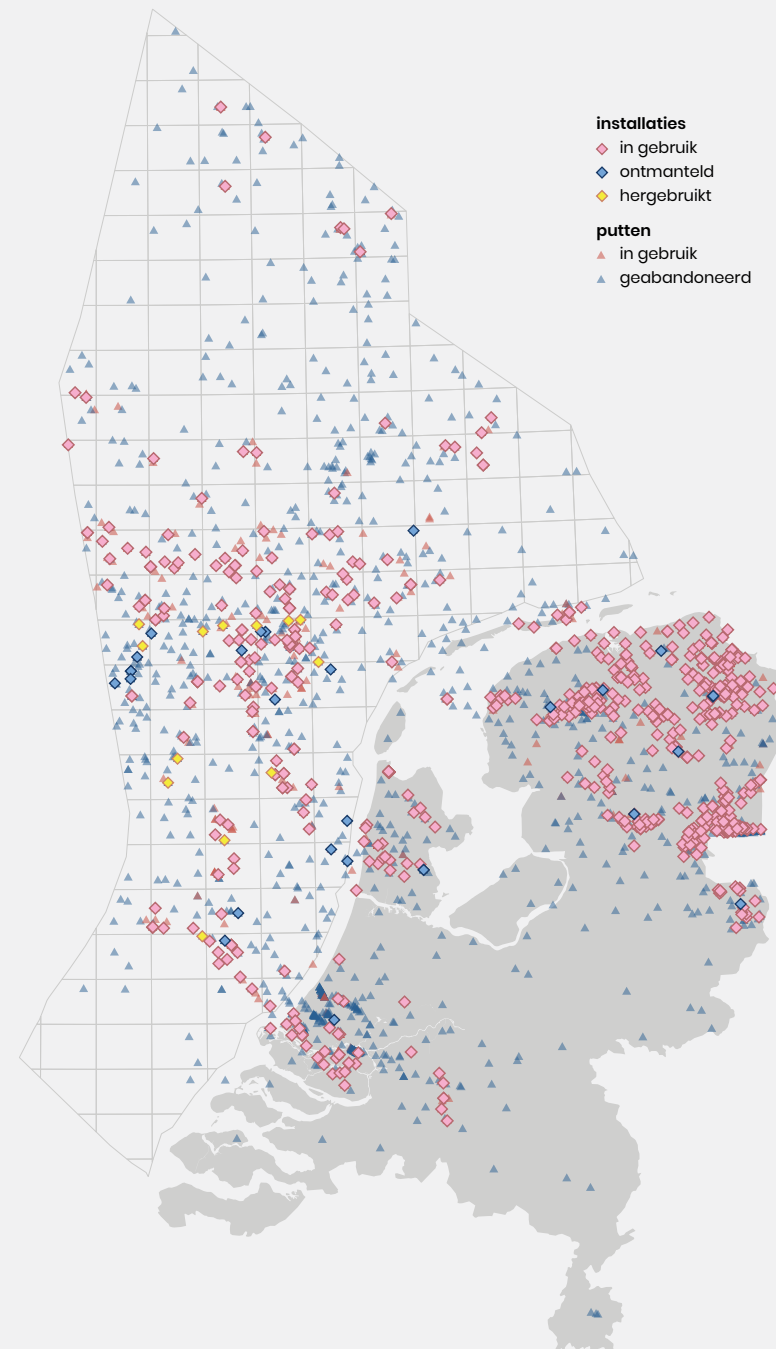 installaties
in gebruik
ontmanteld
hergebruikt
putten
in gebruik
geabandoneerd